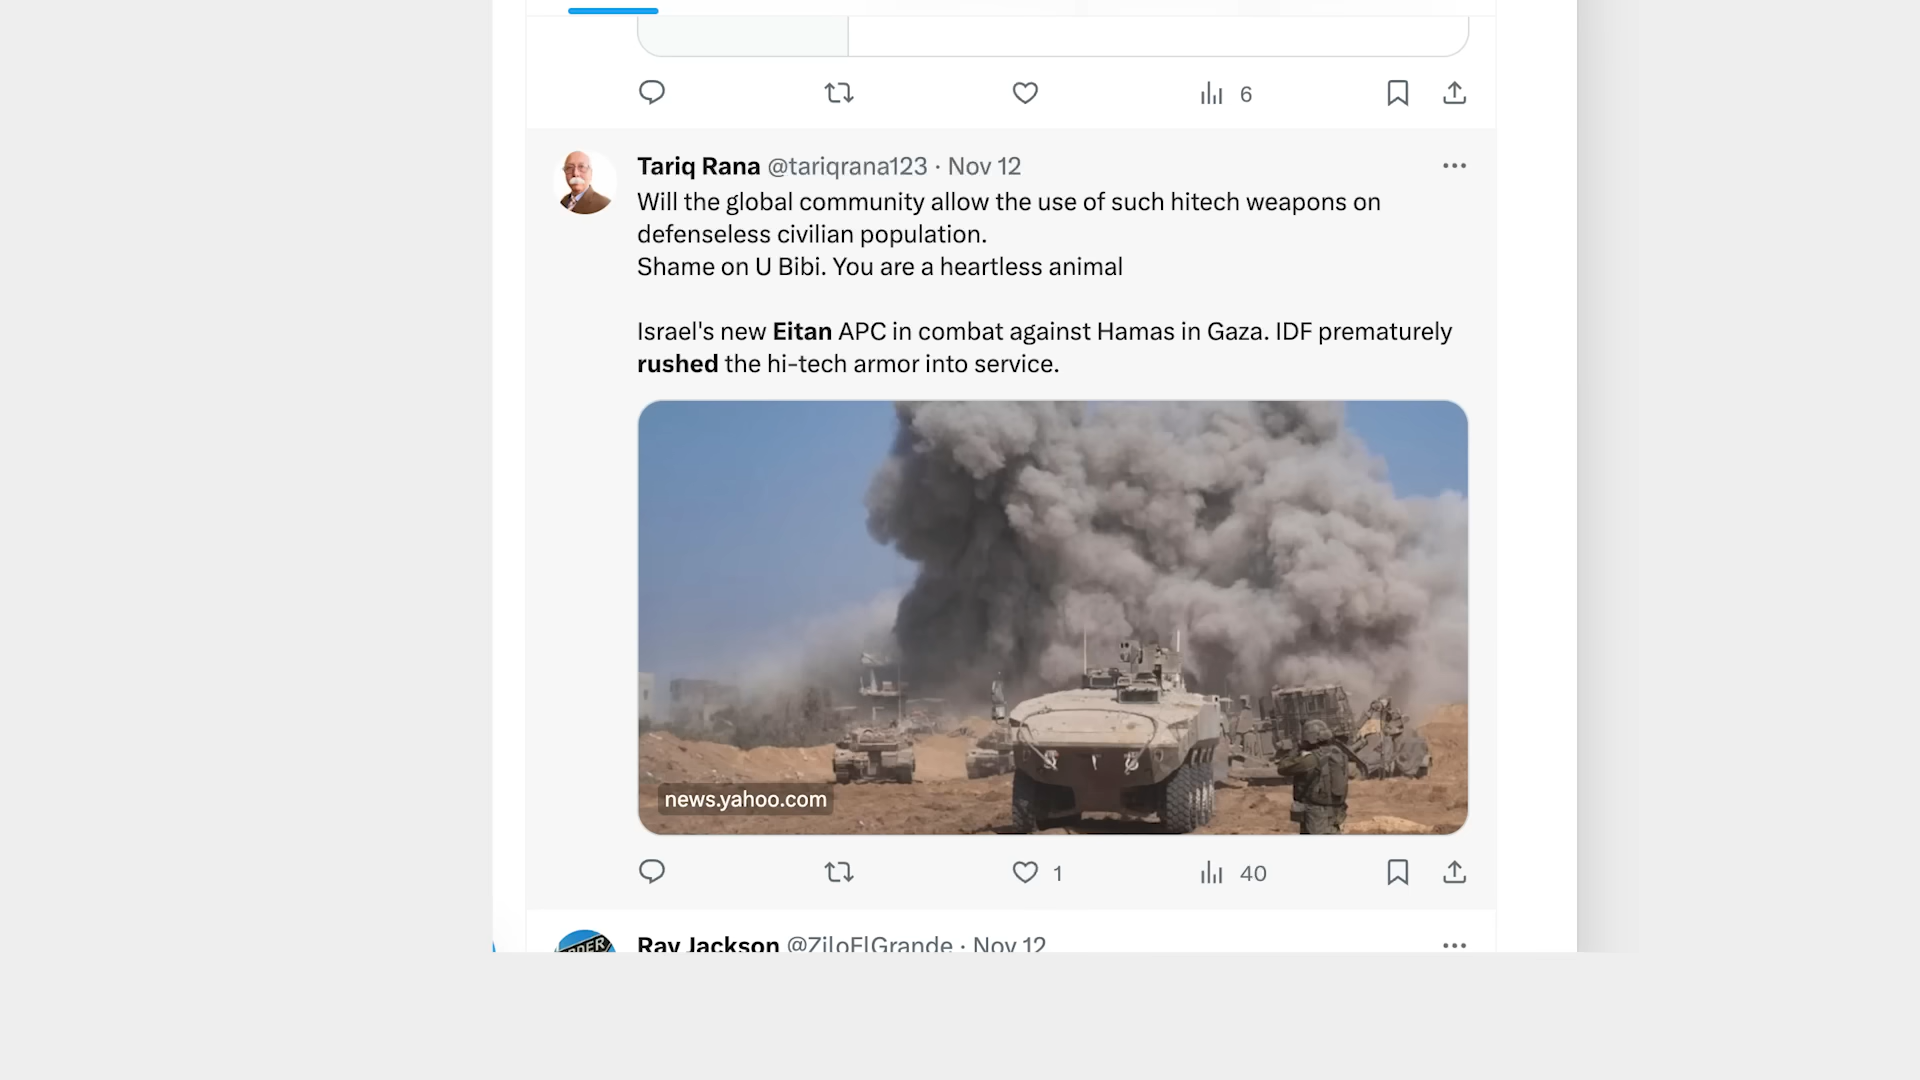 6
Tariq Rana @tariqrana123 · Nov 12
Will the global community allow the use of such hitech weapons on
defenseless civilian population.
Shame on U Bibi. You are a heartless animal
Israel's new Eitan APC in combat against Hamas in Gaza. IDF prematurely
rushed the hi-tech armor into service.
news.yahoo.com
1 40
Ray Jackson @ZiloElGrande · Nov 12